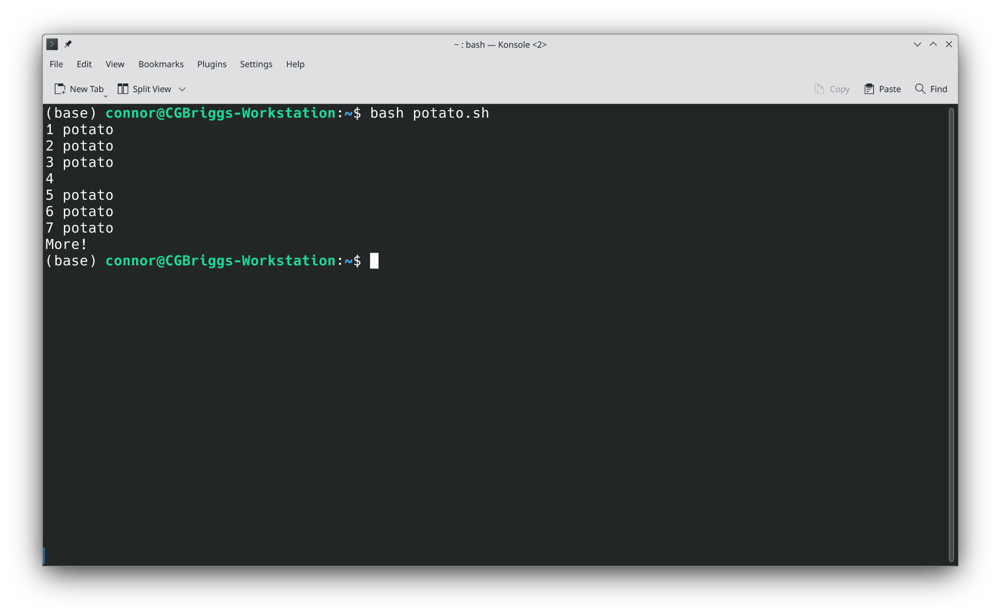 ~ : bash — Konsole <2>
File Edit View Bookmarks Plugins Settings Help
New Tab Split View Copy Paste Find
(base) connor@CGBriggs-Workstation:~$ bash potato.sh
1 potato
2 potato
3 potato
4
5 potato
6 potato
7 potato
More!
(base) connor@CGBriggs-Workstation:~$